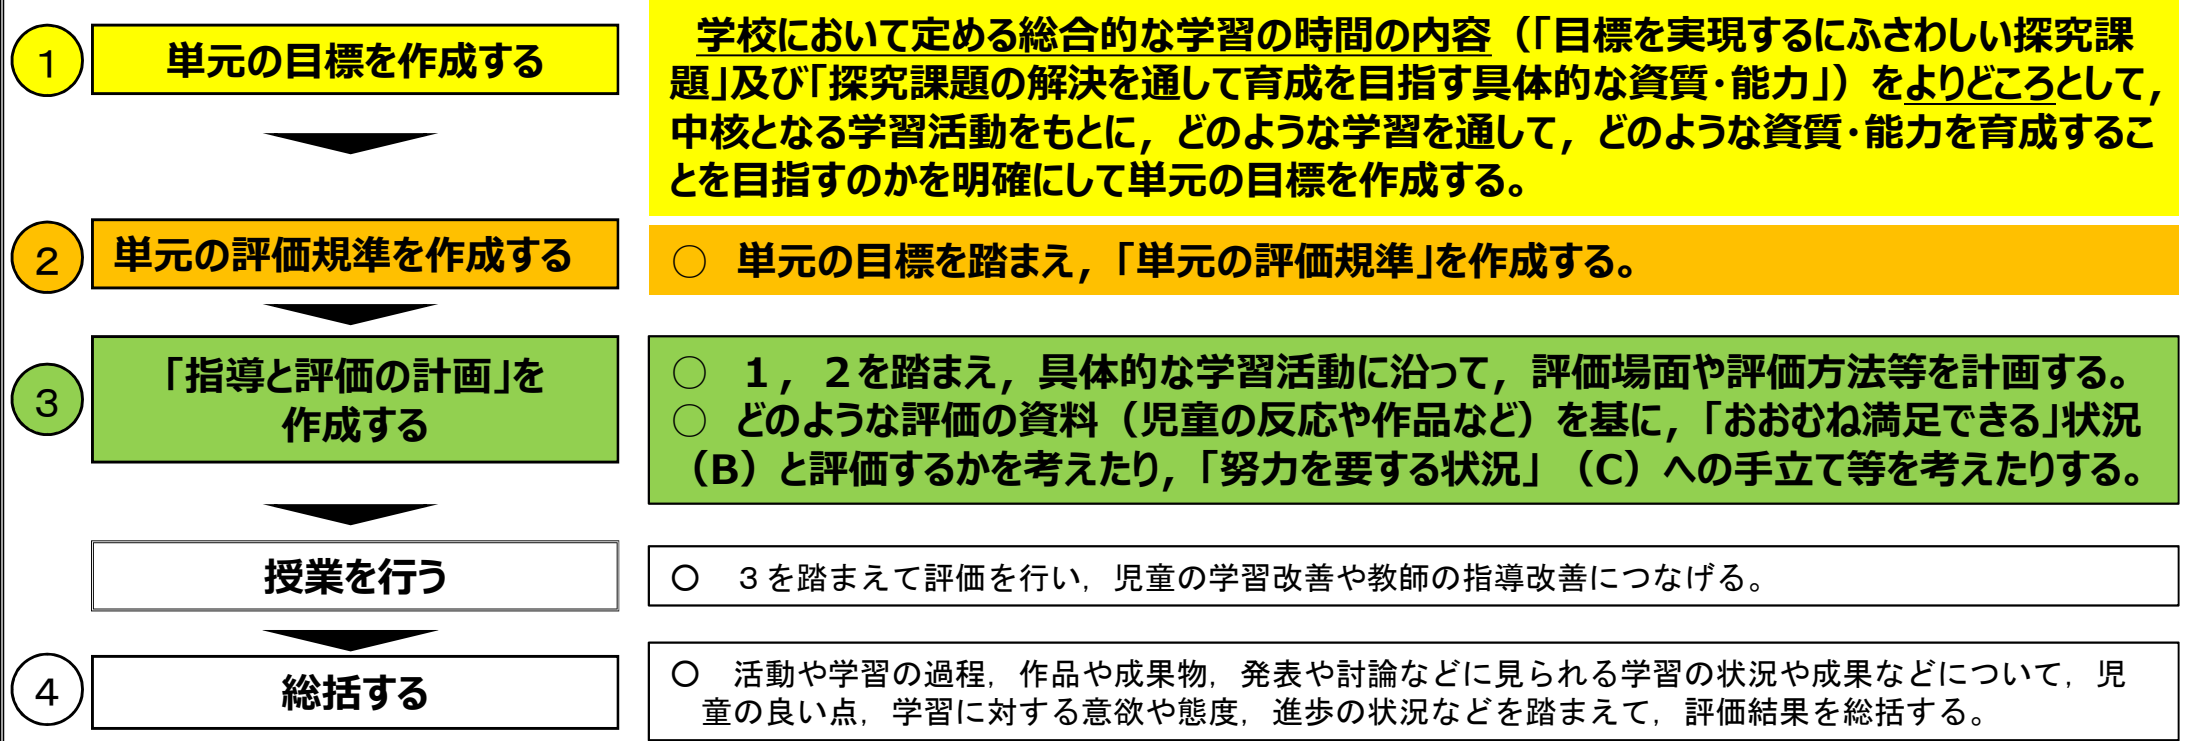 1
単元の目標を作成する
学校において定める総合的な学習の時間の内容（「目標を実現するにふさわしい探究課
題」及び「探究課題の解決を通して育成を目指す具体的な資質・能力」）をよりどころとして，
中核となる学習活動をもとに，どのような学習を通して，どのような資質・能力を育成するこ
とを目指すのかを明確にして単元の目標を作成する。
2
単元の評価規準を作成する
○　単元の目標を踏まえ，「単元の評価規準」を作成する。
3
「指導と評価の計画」を
作成する
○　１，２を踏まえ，具体的な学習活動に沿って，評価場面や評価方法等を計画する。
○　どのような評価の資料（児童の反応や作品など）を基に，「おおむね満足できる」状況
（B）と評価するかを考えたり，「努力を要する状況」（C）への手立て等を考えたりする。
授業を行う
○　３を踏まえて評価を行い，児童の学習改善や教師の指導改善につなげる。
4
総括する
○　活動や学習の過程，作品や成果物，発表や討論などに見られる学習の状況や成果などについて，児
童の良い点，学習に対する意欲や態度，進歩の状況などを踏まえて，評価結果を総括する。